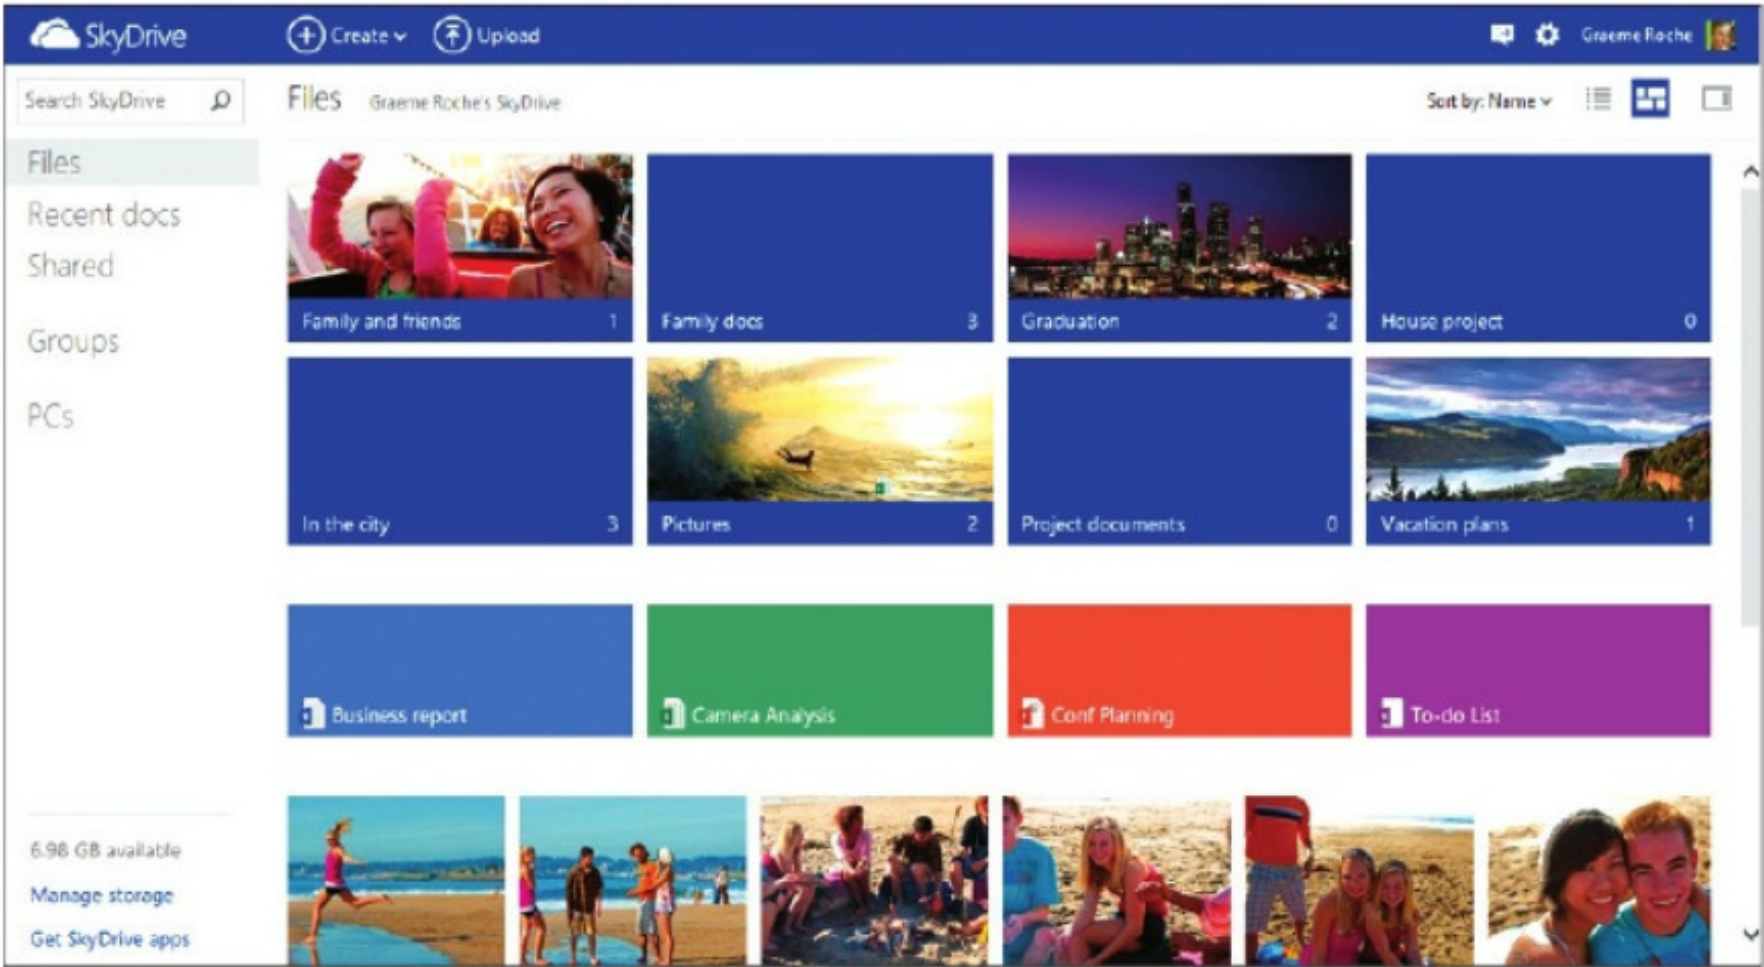 SkyDrive
Create
Upload
Graeme Roche
Search SkyDrive
Files
Graeme Roche's SkyDrive
Sort by: Name
Files
Recent docs
Shared
Groups
PCs
Family and friends 1
Family docs 3
Graduation 2
House project 0
In the city 3
Pictures 2
Project documents 0
Vacation plans 1
Business report
Camera Analysis
Conf Planning
To-do List
6.98 GB available
Manage storage
Get SkyDrive apps